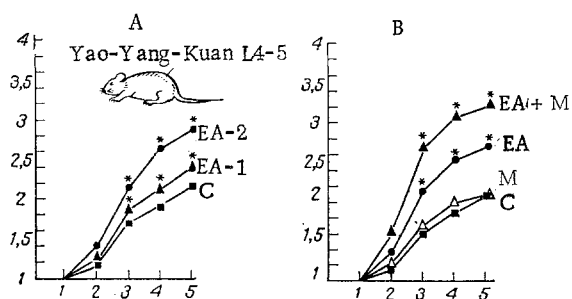 A
Yao-Yang-Kuan L4-5
4
3,5
3
2,5
2
1,5
1
* * *
EA-2
* * *
EA-1
C
1 2 3 4 5
B
4
3,5
3
2,5
2
1,5
1
* * *
EA + M
* * *
EA
M
C
1 2 3 4 5